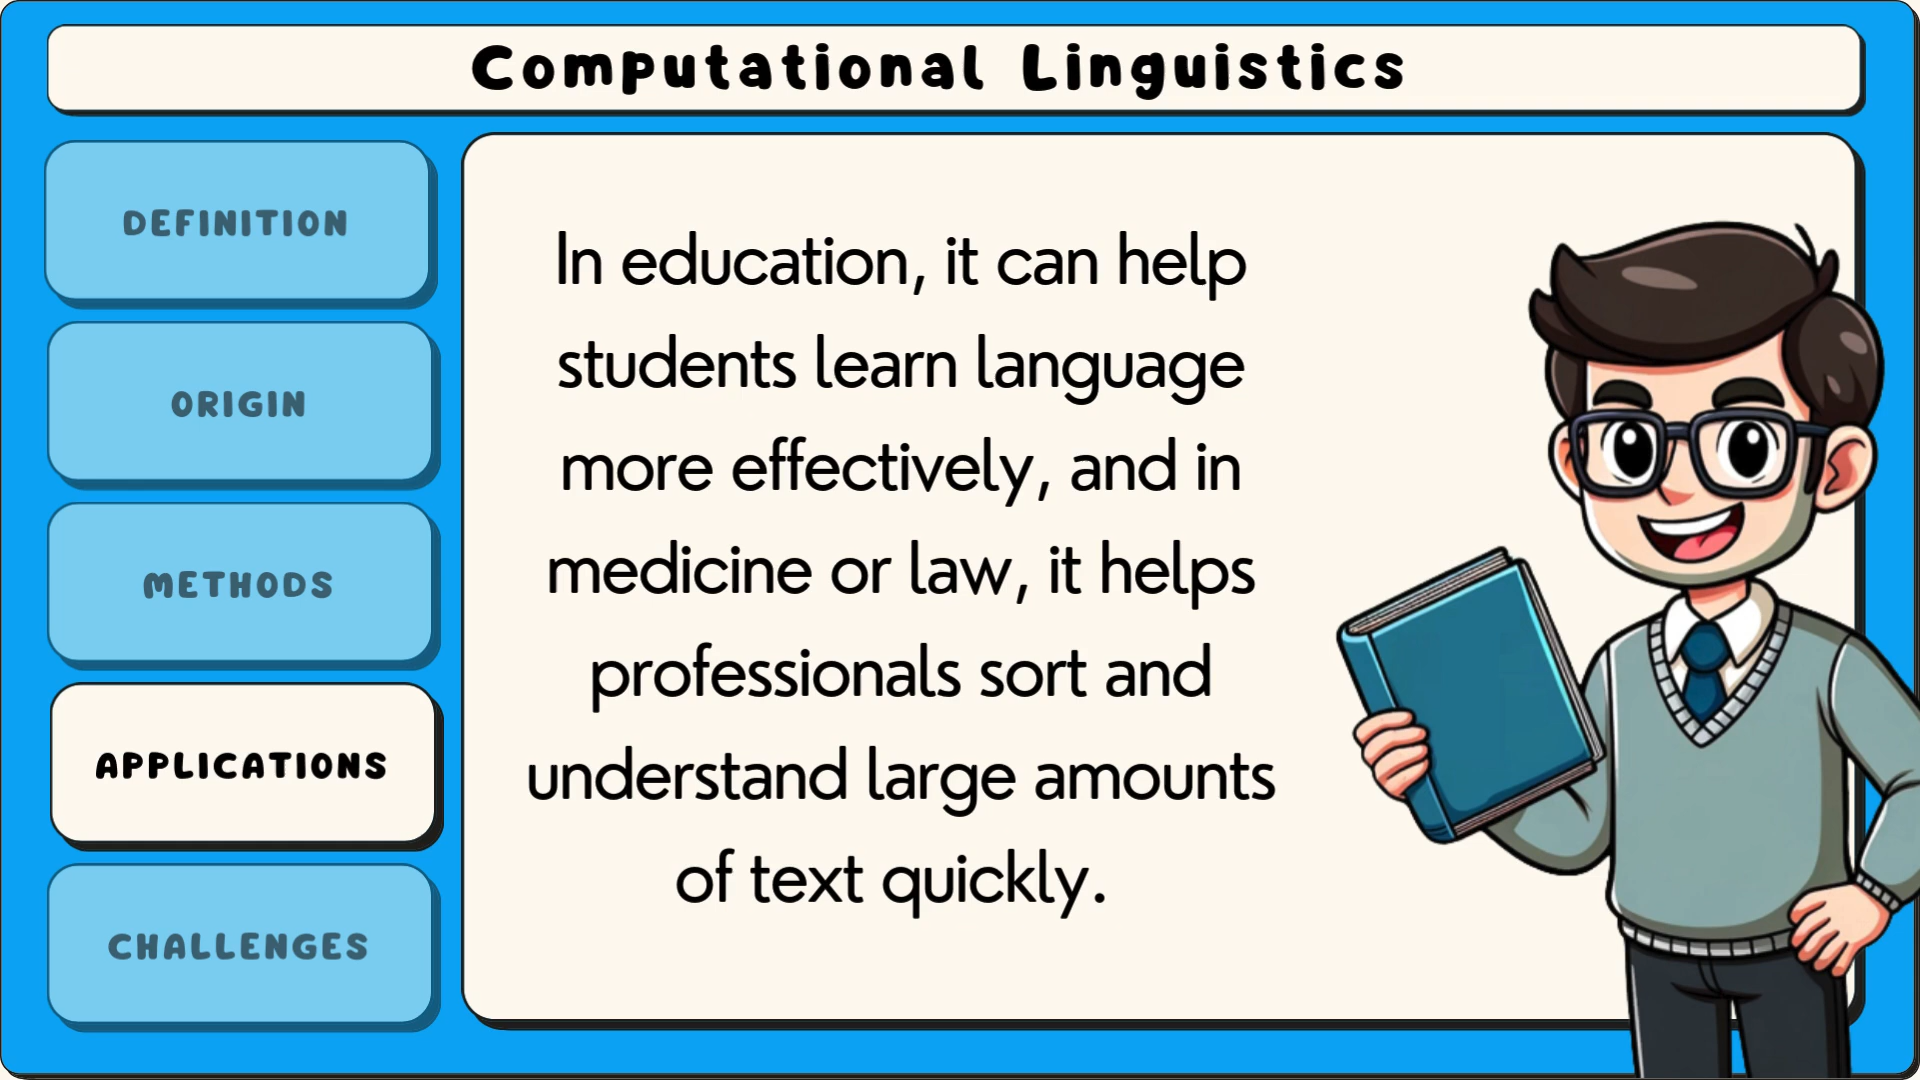 Computational Linguistics
DEFINITION
ORIGIN
METHODS
APPLICATIONS
CHALLENGES
In education, it can help
students learn language
more effectively, and in
medicine or law, it helps
professionals sort and
understand large amounts
of text quickly.